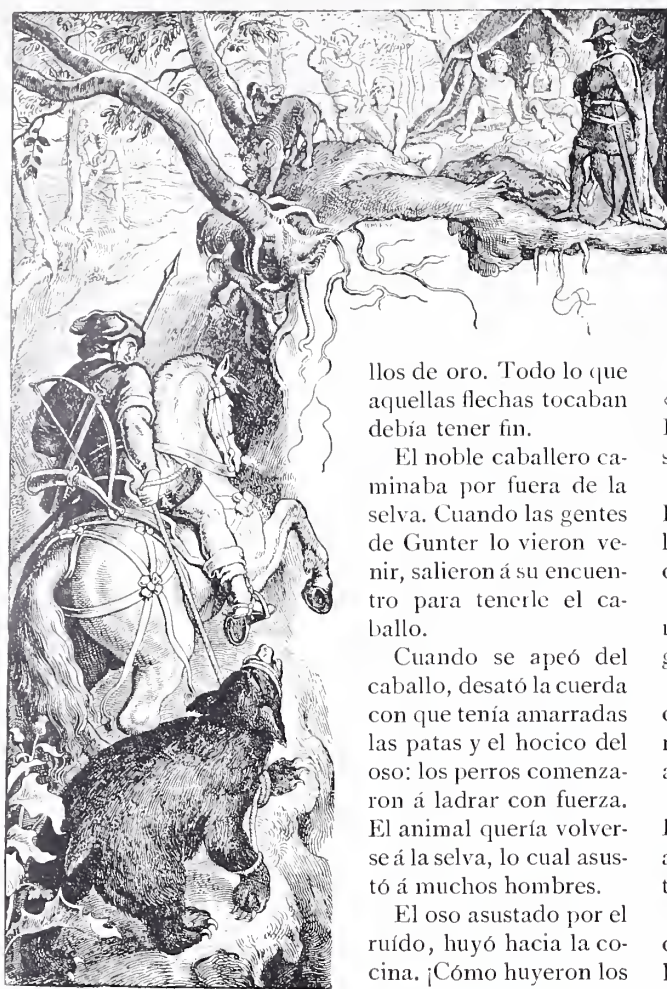 llos de oro. Todo lo que
aquellas flechas tocaban
debía tener fin.
El noble caballero ca-
minaba por fuera de la
selva. Cuando las gentes
de Gunter lo vieron ve-
nir, salieron á su encuen-
tro para tenerle el ca-
ballo.
Cuando se apeó del
caballo, desató la cuerda
con que tenía amarradas
las patas y el hocico del
oso: los perros comenza-
ron á ladrar con fuerza.
El animal quería volver-
se á la selva, lo cual asus-
tó á muchos hombres.
El oso asustado por el
ruído, huyó hacia la co-
cina. ¡Cómo huyeron los